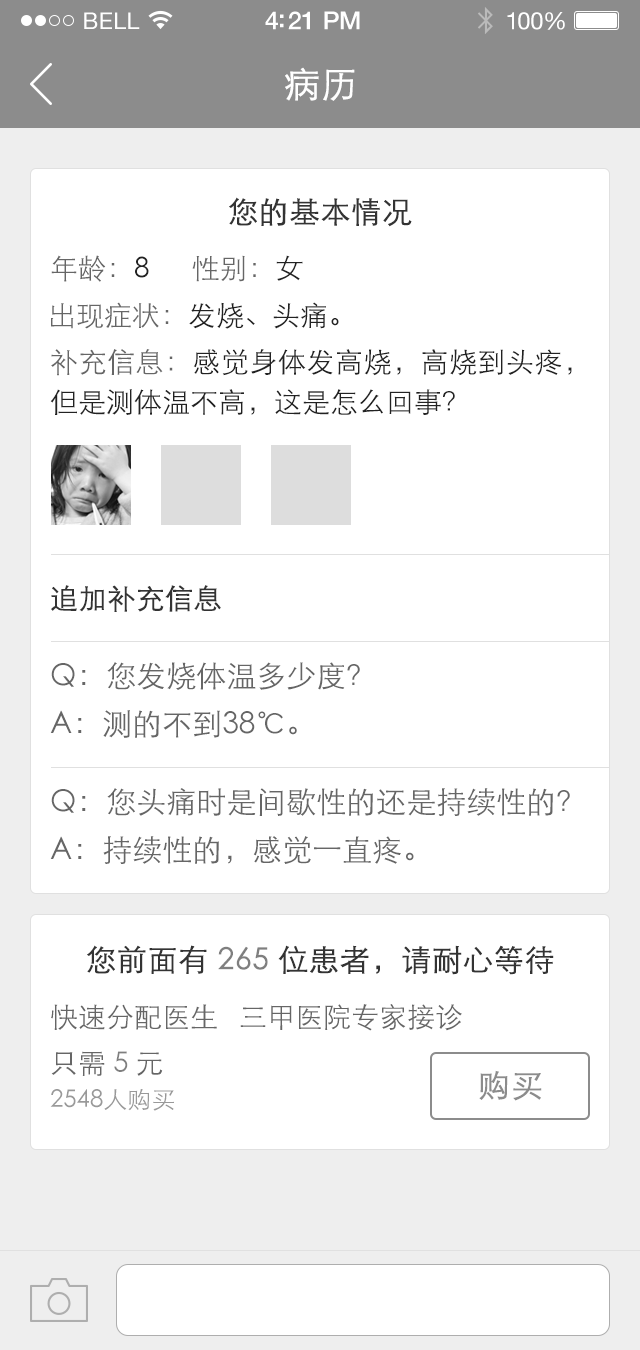 BELL 4:21 PM 100%
病历
您的基本情况
年龄：8 性别：女
出现症状：发烧、头痛。
补充信息：感觉身体发高烧，高烧到头疼，
但是测体温不高，这是怎么回事？
追加补充信息
Q：您发烧体温多少度？
A：测的不到38℃。
Q：您头痛时是间歇性的还是持续性的？
A：持续性的，感觉一直疼。
您前面有 265 位患者，请耐心等待
快速分配医生 三甲医院专家接诊
只需 5 元
2548人购买
购买